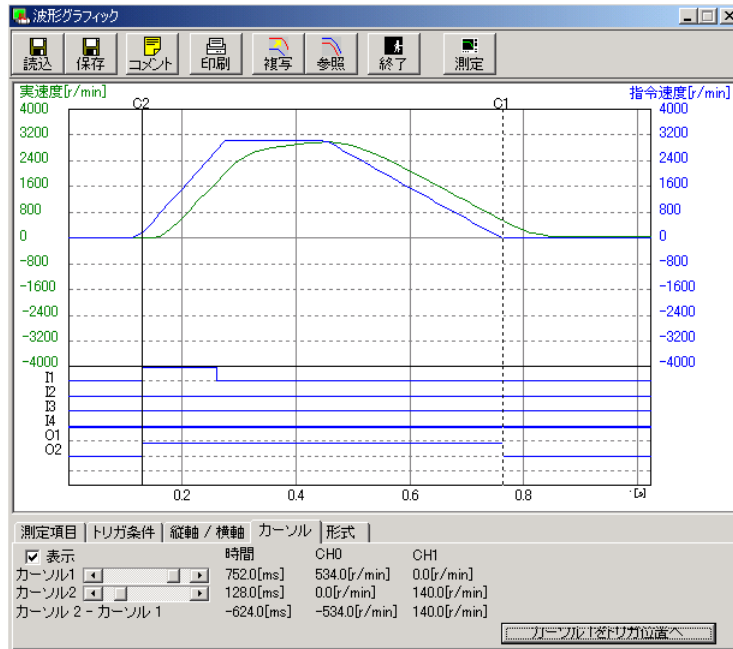 波形グラフィック
読込 保存 コメント 印刷 複写 参照 終了 測定
実速度[r/min] 指令速度[r/min]
C2 C1
4000 4000
3200 3200
2400 2400
1600 1600
800 800
0 0
-800 -800
-1600 -1600
-2400 -2400
-3200 -3200
-4000 -4000
I1
I2
I3
I4
O1
O2
0.2 0.4 0.6 0.8 [s]
測定項目 トリガ条件 縦軸 / 横軸 カーソル 形式
表示 時間 CH0 CH1
カーソル1 752.0[ms] 534.0[r/min] 0.0[r/min]
カーソル2 128.0[ms] 0.0[r/min] 140.0[r/min]
カーソル 2 - カーソル 1 -624.0[ms] -534.0[r/min] 140.0[r/min]
カーソル 1をトリガ位置へ